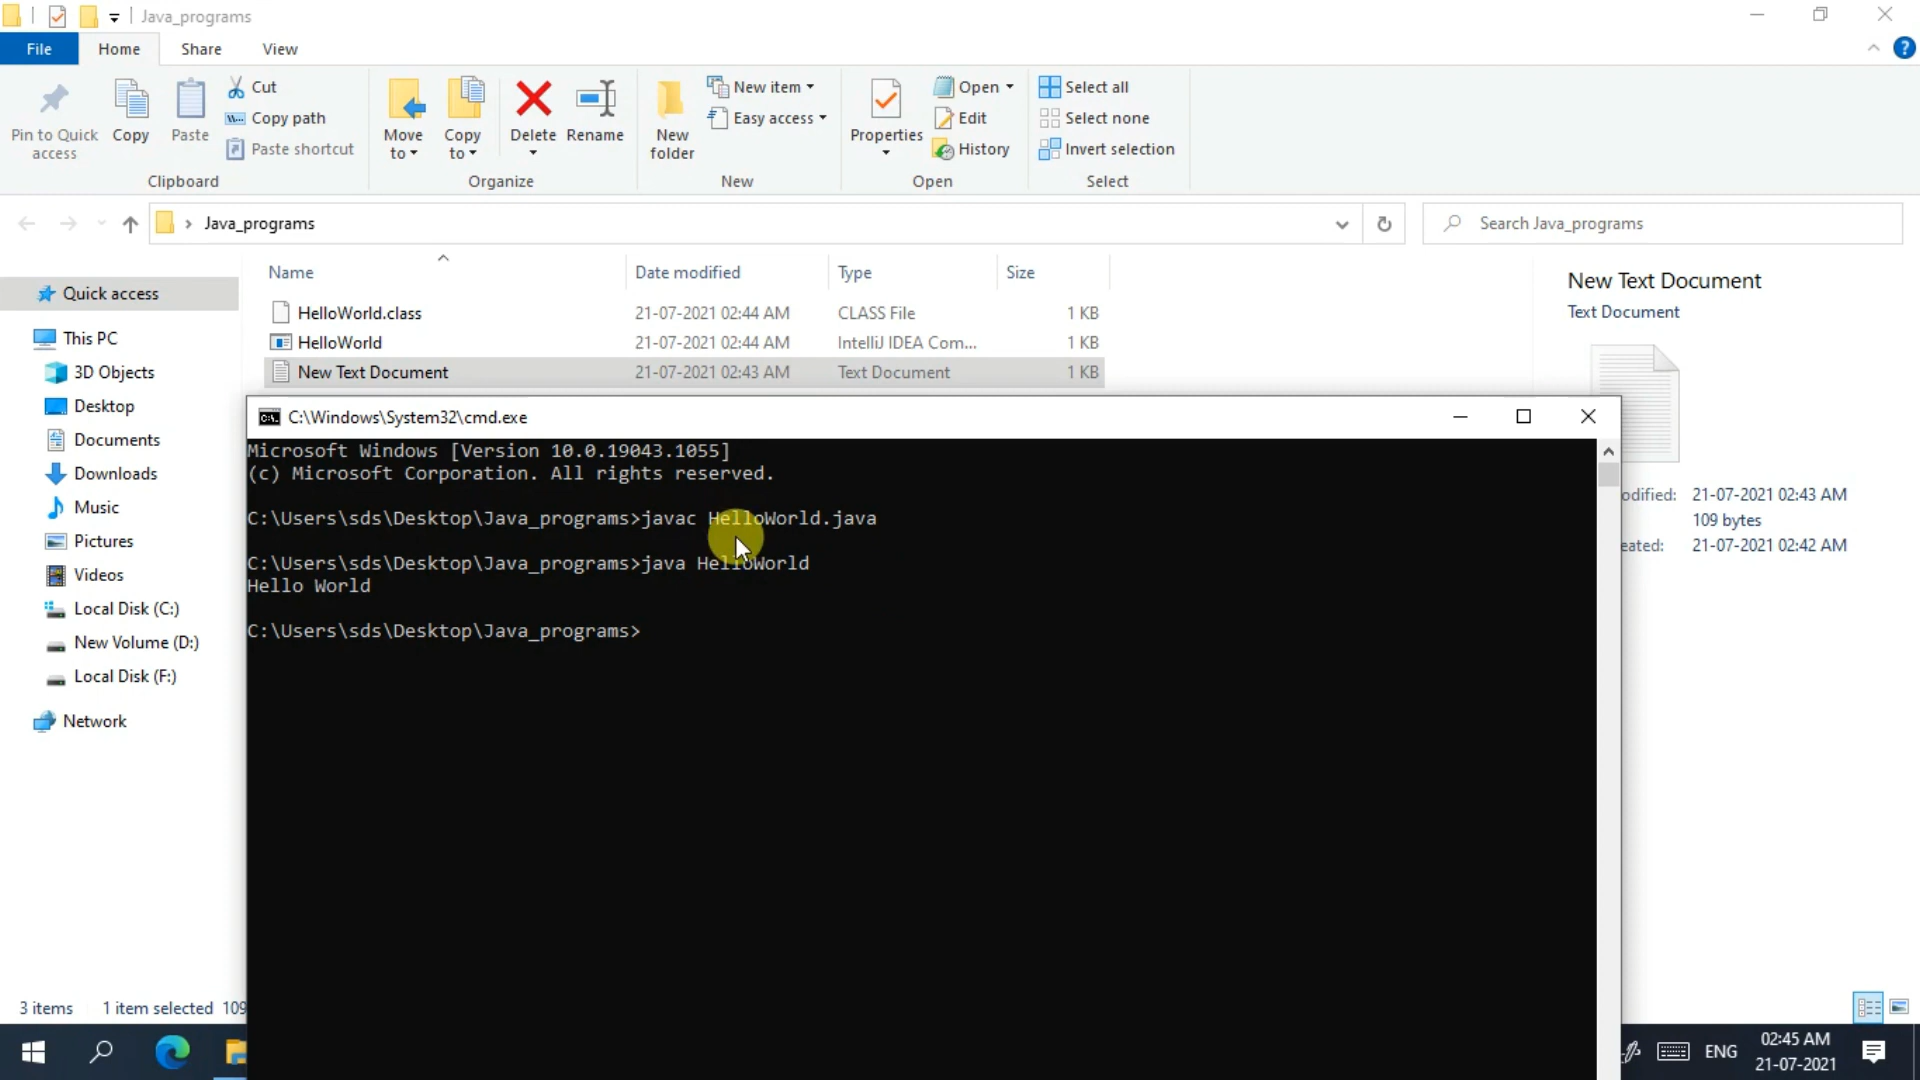 Java_programs
File Home Share View
Pin to Quick access
Copy
Paste
Cut
Copy path
Paste shortcut
Clipboard
Move to
Copy to
Delete
Rename
Organize
New folder
New item
Easy access
New
Properties
Open
Edit
History
Open
Select all
Select none
Invert selection
Select
Java_programs
Search Java_programs
Quick access
This PC
3D Objects
Desktop
Documents
Downloads
Music
Pictures
Videos
Local Disk (C:)
New Volume (D:)
Local Disk (F:)
Network
Name Date modified Type Size
HelloWorld.class 21-07-2021 02:44 AM CLASS File 1 KB
HelloWorld 21-07-2021 02:44 AM IntelliJ IDEA Com... 1 KB
New Text Document 21-07-2021 02:43 AM Text Document 1 KB
New Text Document
Text Document
odified: 21-07-2021 02:43 AM
109 bytes
eated: 21-07-2021 02:42 AM
C:\Windows\System32\cmd.exe
Microsoft Windows [Version 10.0.19043.1055]
(c) Microsoft Corporation. All rights reserved.
C:\Users\sds\Desktop\Java_programs>javac HelloWorld.java
C:\Users\sds\Desktop\Java_programs>java HelloWorld
Hello World
C:\Users\sds\Desktop\Java_programs>
3 items 1 item selected 109
ENG
02:45 AM
21-07-2021